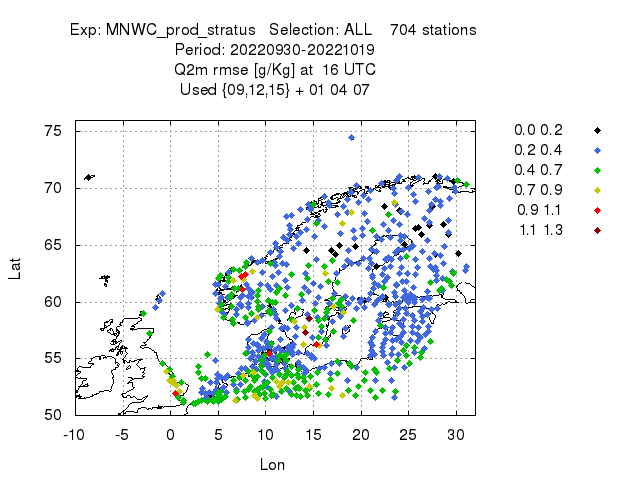 Exp: MNWC_prod_stratus   Selection: ALL    704 stations
Period: 20220930-20221019
Q2m rmse [g/Kg] at  16 UTC
Used {09,12,15} + 01 04 07
0.0 0.2
0.2 0.4
0.4 0.7
0.7 0.9
0.9 1.1
1.1  1.3
Lat
75
70
65
60
55
50
-10 -5 0 5 10 15 20 25 30
Lon